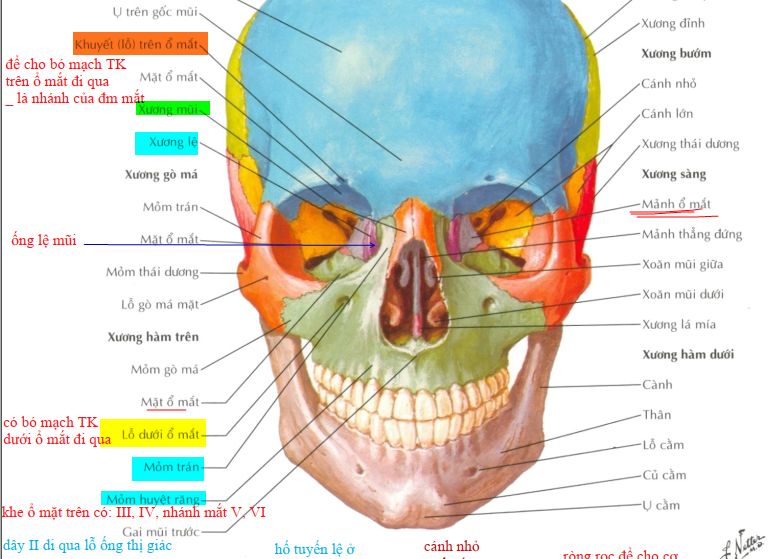 Ụ trên gốc mũi
Khuyết (lỗ) trên ổ mắt
để cho bó mạch TK
trên ổ mắt đi qua
_ là nhánh của đm mắt
Mặt ổ mắt
Xương mũi
Xương lệ
Xương gò má
Mỏm trán
ống lệ mũi
Mặt ổ mắt
Mỏm thái dương
Lỗ gò má mặt
Xương hàm trên
Mỏm gò má
Mặt ổ mắt
có bó mạch TK
dưới ổ mắt đi qua
Lỗ dưới ổ mắt
Mỏm trán
Mỏm huyệt răng
khe ổ mặt trên có: III, IV, nhánh mắt V, VI
Gai mũi trước
dây II di qua lỗ ống thị giác
hố tuyến lệ ở
cánh nhỏ
ròng rọc để cho cơ
Xương đỉnh
Xương bướm
Cánh nhỏ
Cánh lớn
Xương thái dương
Xương sàng
Mảnh ổ mắt
Mảnh thẳng đứng
Xoăn mũi giữa
Xoăn mũi dưới
Xương lá mía
Xương hàm dưới
Cành
Thân
Lỗ cằm
Củ cằm
Ụ cằm
F. Netter
M.D.